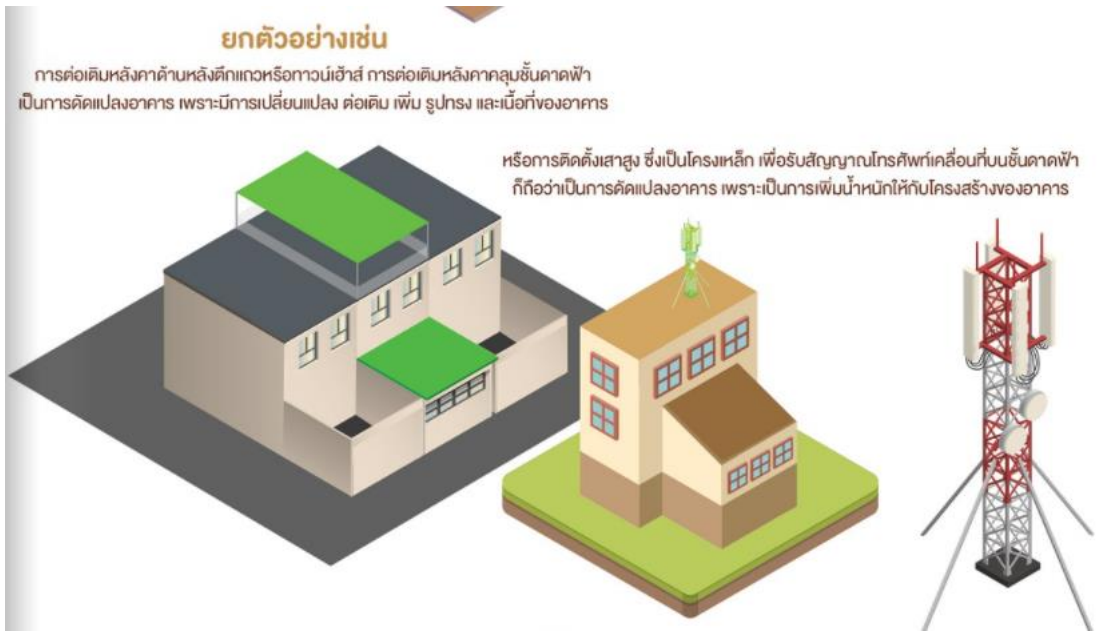 ยกตัวอย่างเช่น
การต่อเติมหลังคาด้านหลังตึกแถวหรือทาวน์เฮ้าส์ การต่อเติมหลังคาคลุมชั้นดาดฟ้า
เป็นการดัดแปลงอาคาร เพราะมีการเปลี่ยนแปลง ต่อเติม เพิ่ม รูปทรง และเนื้อที่ของอาคาร
หรือการติดตั้งเสาสูง ซึ่งเป็นโครงเหล็ก เพื่อรับสัญญาณโทรศัพท์เคลื่อนที่บนชั้นดาดฟ้า
ก็ถือว่าเป็นการดัดแปลงอาคาร เพราะเป็นการเพิ่มน้ำหนักให้กับโครงสร้างของอาคาร